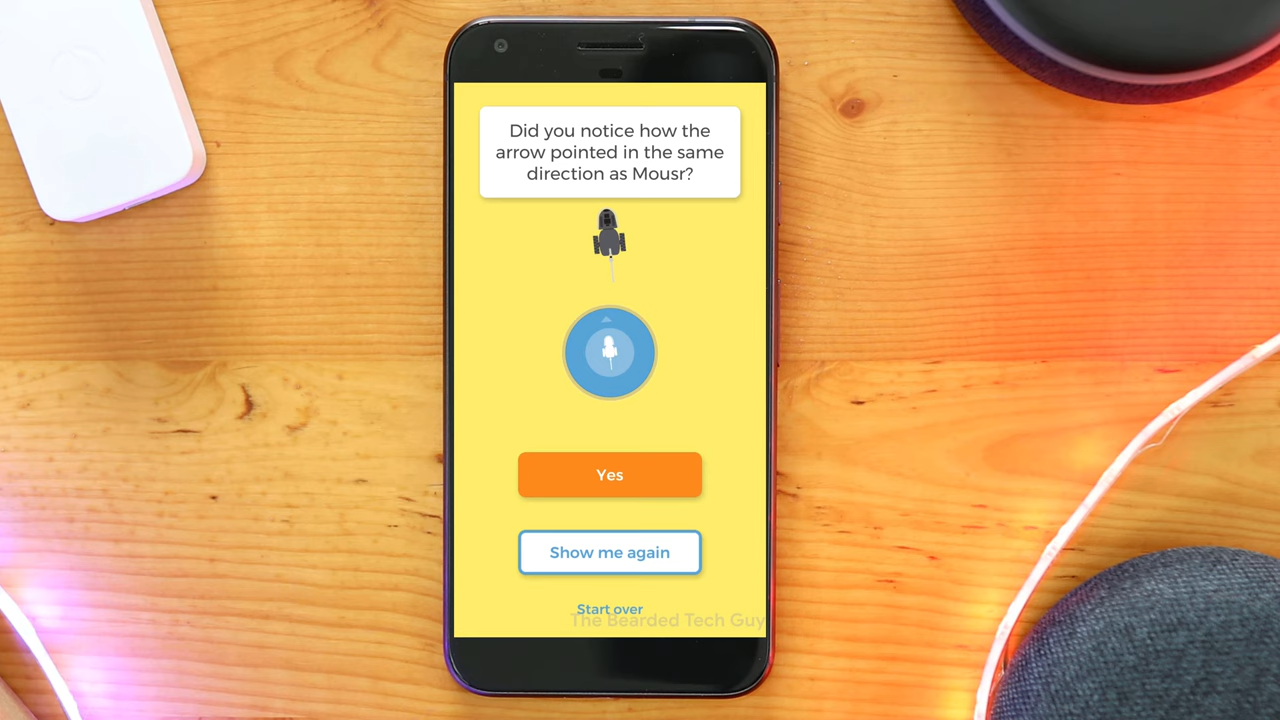 Did you notice how the
arrow pointed in the same
direction as Mousr?
Yes
Show me again
Start over
The Bearded Tech Guy